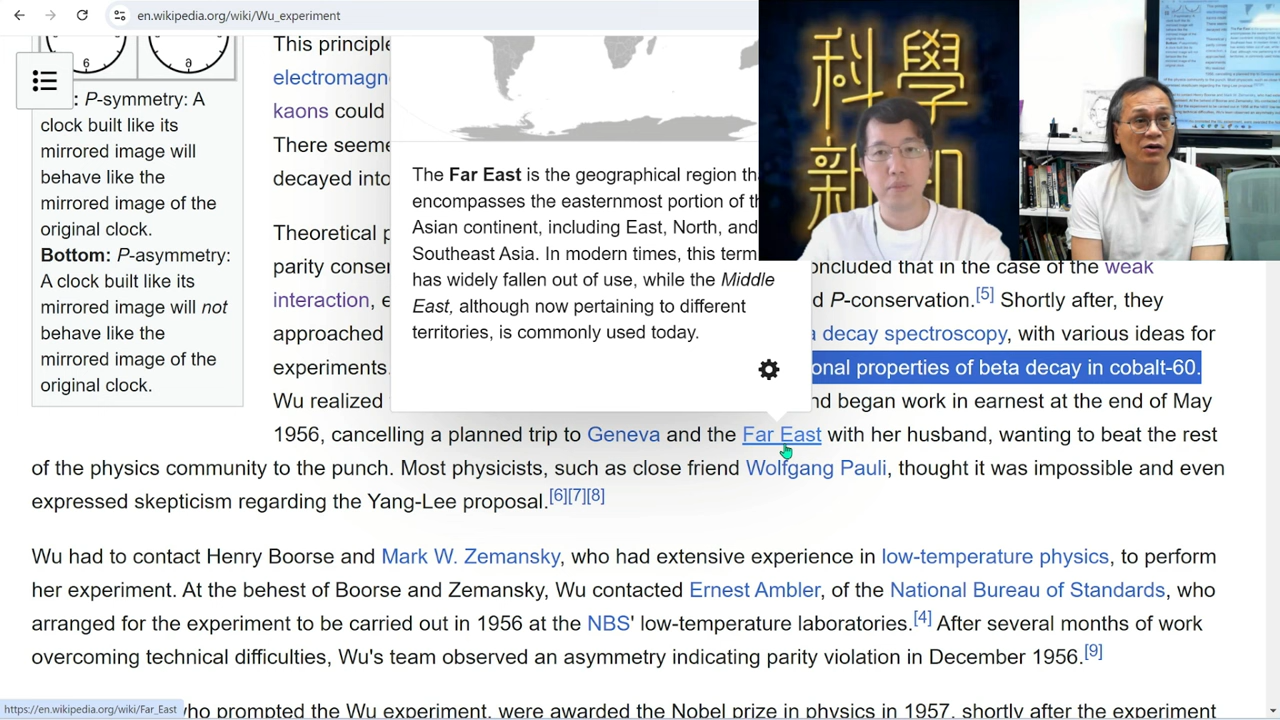 en.wikipedia.org/wiki/Wu_experiment
P-symmetry: A
clock built like its
mirrored image will
behave like the
mirrored image of the
original clock.
Bottom: P-asymmetry:
A clock built like its
mirrored image will not
behave like the
mirrored image of the
original clock.
The principle
electromagne
kaons could
There seeme
decayed into
Theoretical p
parity conser
oncluded that in the case of the weak
interaction, e
d P-conservation.[5] Shortly after, they
approached
a decay spectroscopy, with various ideas for
experiments.
onal properties of beta decay in cobalt-60.
Wu realized
nd began work in earnest at the end of May
1956, cancelling a planned trip to Geneva and the Far East with her husband, wanting to beat the rest
of the physics community to the punch. Most physicists, such as close friend Wolfgang Pauli, thought it was impossible and even
expressed skepticism regarding the Yang-Lee proposal.[6][7][8]
The Far East is the geographical region tha
encompasses the easternmost portion of th
Asian continent, including East, North, and
Southeast Asia. In modern times, this term
has widely fallen out of use, while the Middle
East, although now pertaining to different
territories, is commonly used today.
科學
新知
Wu had to contact Henry Boorse and Mark W. Zemansky, who had extensive experience in low-temperature physics, to perform
her experiment. At the behest of Boorse and Zemansky, Wu contacted Ernest Ambler, of the National Bureau of Standards, who
arranged for the experiment to be carried out in 1956 at the NBS' low-temperature laboratories.[4] After several months of work
overcoming technical difficulties, Wu's team observed an asymmetry indicating parity violation in December 1956.[9]
who prompted the Wu experiment, were awarded the Nobel prize in physics in 1957, shortly after the experiment
https://en.wikipedia.org/wiki/Far_East